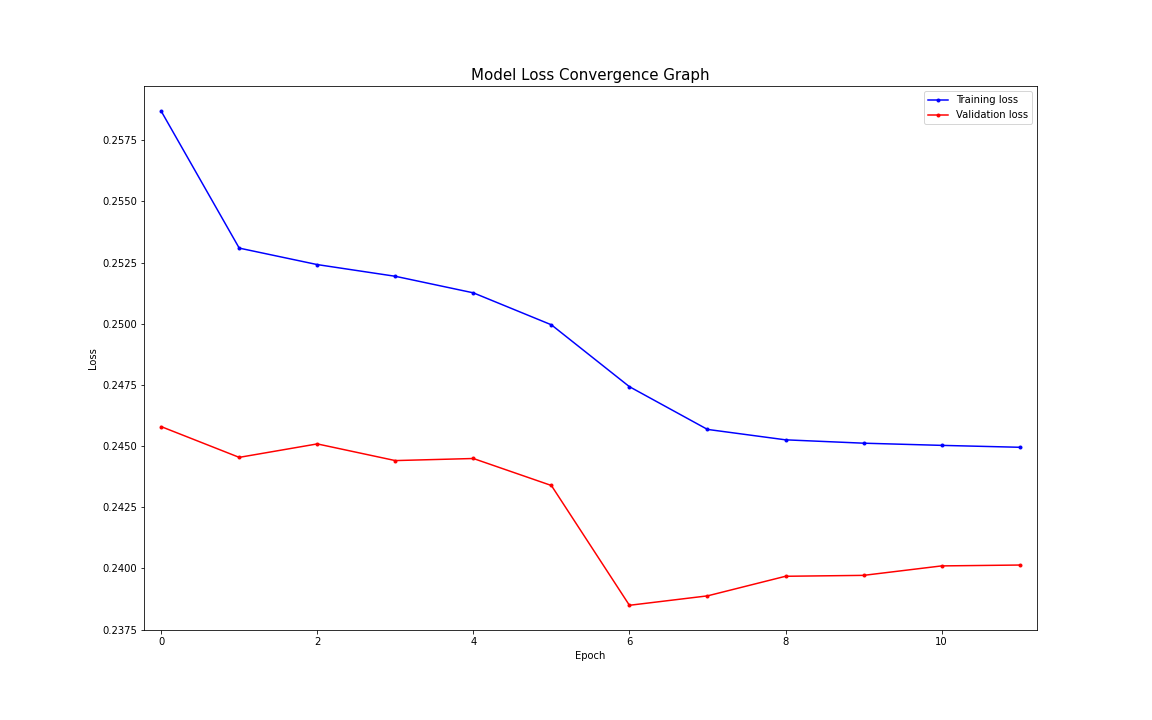 Model Loss Convergence Graph
Training loss
Validation loss
0.2575
0.2550
0.2525
0.2500
0.2475
0.2450
0.2425
0.2400
0.2375
Loss
0 2 4 6 8 10
Epoch